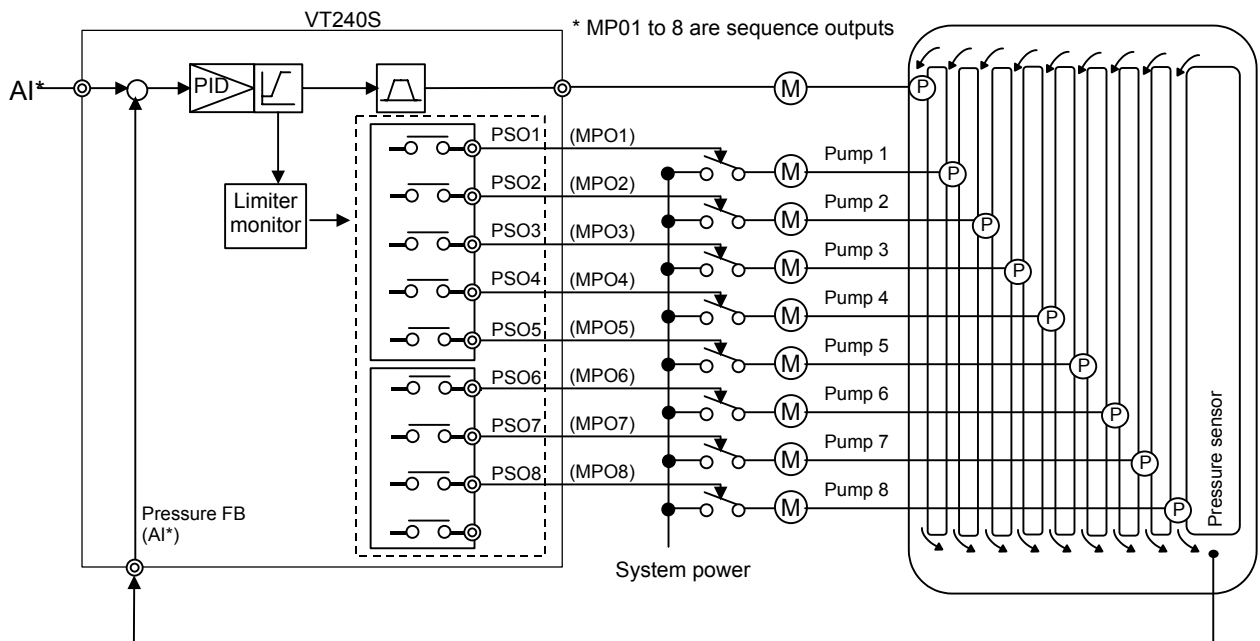 VT240S
* MP01 to 8 are sequence outputs
AI*
PID
M
P
Limiter
monitor
PSO1
(MPO1)
Pump 1
M
P
PSO2
(MPO2)
Pump 2
M
P
PSO3
(MPO3)
Pump 3
M
P
PSO4
(MPO4)
Pump 4
M
P
PSO5
(MPO5)
Pump 5
M
P
PSO6
(MPO6)
Pump 6
M
P
PSO7
(MPO7)
Pump 7
M
P
PSO8
(MPO8)
Pump 8
M
P
Pressure sensor
Pressure FB
(AI*)
System power